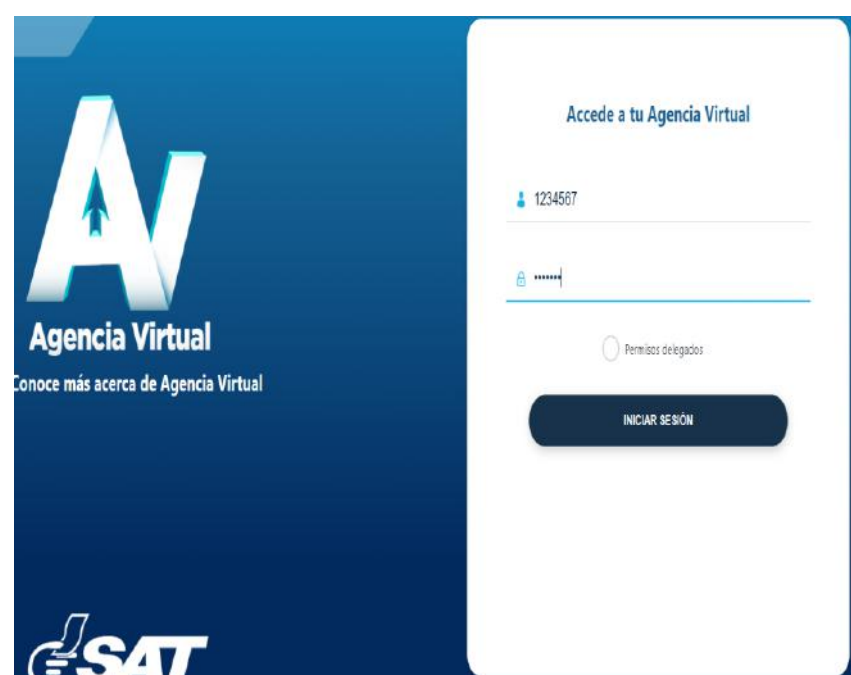 AV
Agencia Virtual
Conoce más acerca de Agencia Virtual
SAT
Accede a tu Agencia Virtual
1234567
•••••••
Permisos delegados
INICIAR SESIÓN